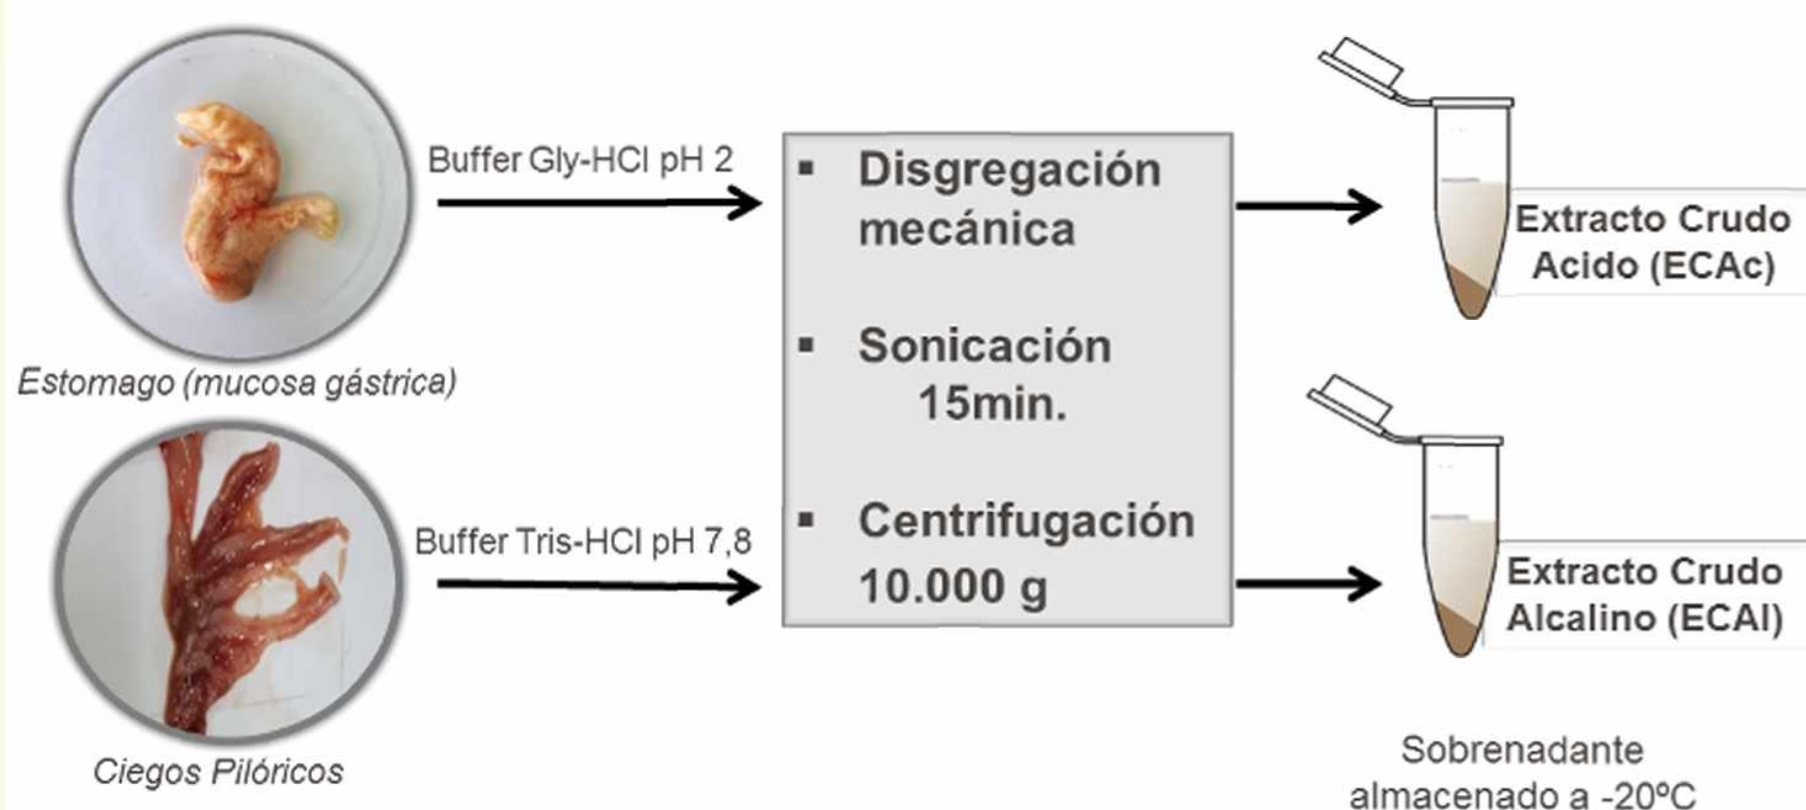 Buffer Gly-HCl pH 2
Estomago (mucosa gástrica)
Buffer Tris-HCl pH 7,8
Ciegos Pilóricos
▪ Disgregación
mecánica
▪ Sonicación
15min.
▪ Centrifugación
10.000 g
Extracto Crudo
Acido (ECAc)
Extracto Crudo
Alcalino (ECAl)
Sobrenadante
almacenado a -20ºC